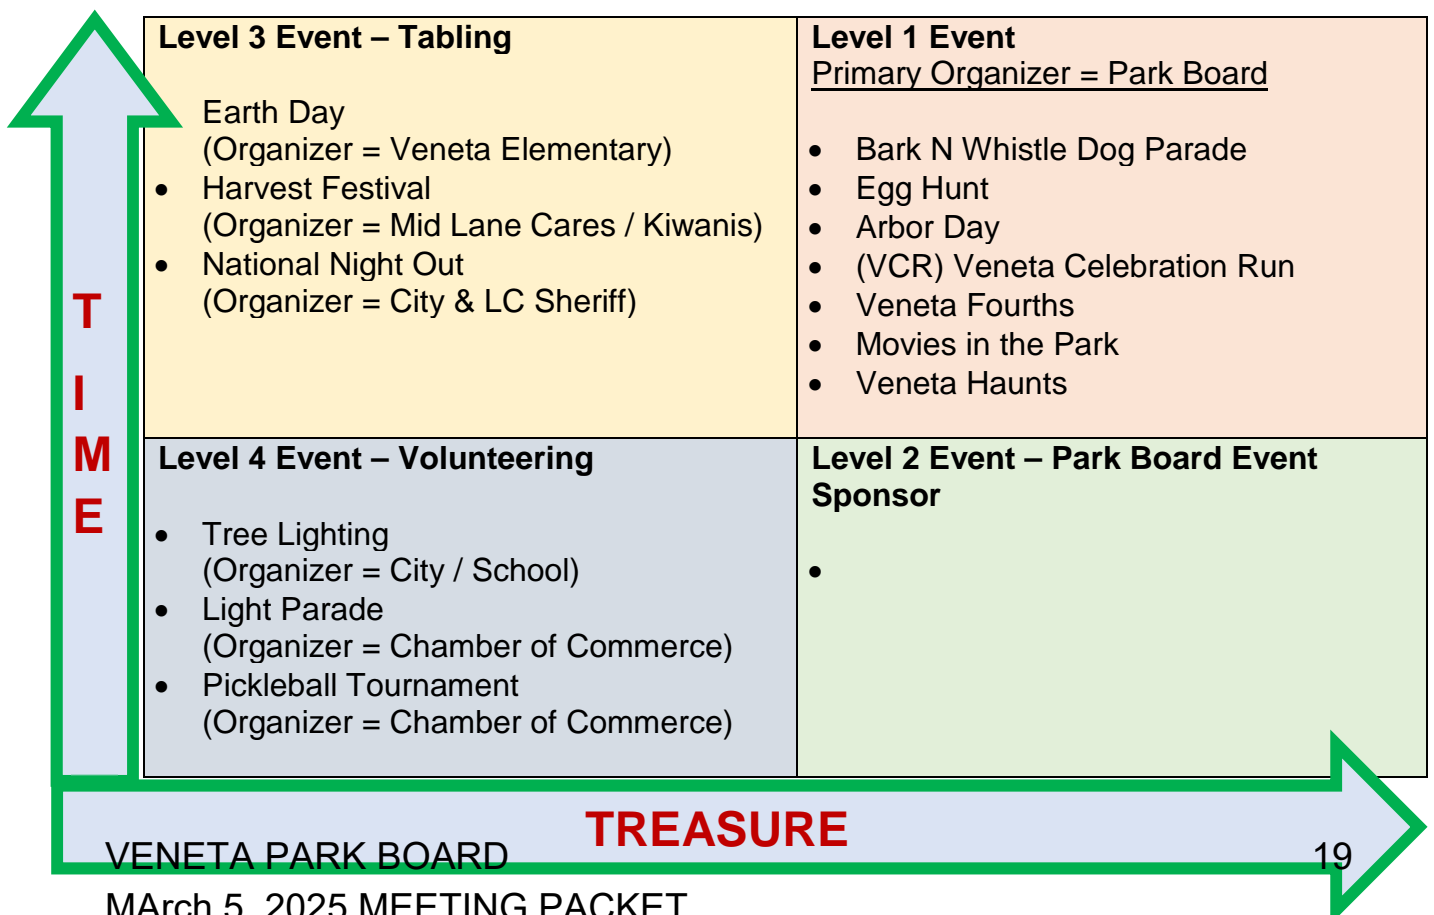 Level 3 Event – Tabling
Earth Day
(Organizer = Veneta Elementary)
• Harvest Festival
(Organizer = Mid Lane Cares / Kiwanis)
• National Night Out
(Organizer = City & LC Sheriff)
Level 1 Event
Primary Organizer = Park Board
• Bark N Whistle Dog Parade
• Egg Hunt
• Arbor Day
• (VCR) Veneta Celebration Run
• Veneta Fourths
• Movies in the Park
• Veneta Haunts
T
I
M
E
Level 4 Event – Volunteering
• Tree Lighting
(Organizer = City / School)
• Light Parade
(Organizer = Chamber of Commerce)
• Pickleball Tournament
(Organizer = Chamber of Commerce)
Level 2 Event – Park Board Event
Sponsor
•
TREASURE
VENETA PARK BOARD
19
MArch 5, 2025 MEETING PACKET